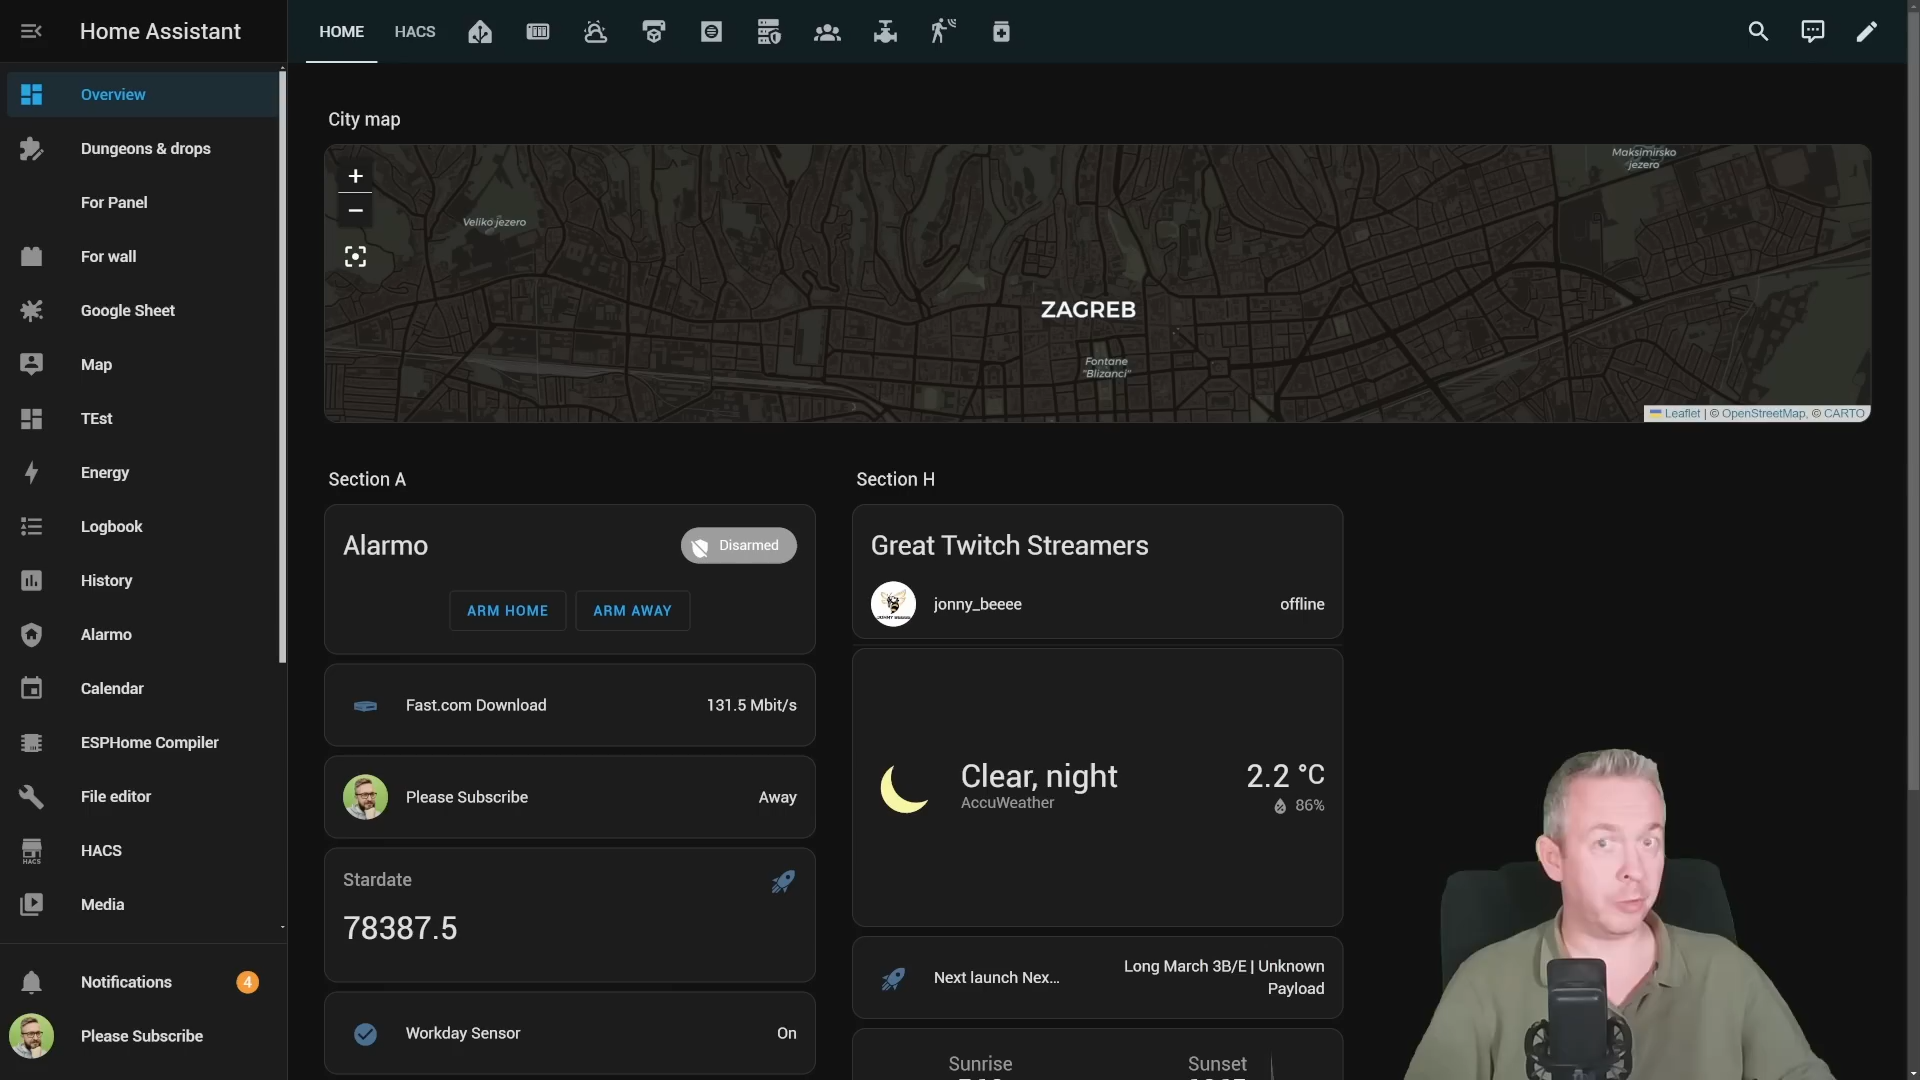 Home Assistant
HOME
HACS
Overview
Dungeons & drops
For Panel
For wall
Google Sheet
Map
TEst
Energy
Logbook
History
Alarmo
Calendar
ESPHome Compiler
File editor
HACS
HACS
Media
Notifications
4
Please Subscribe
City map
+
−
Veliko jezero
Maksimirsko
jezero
ZAGREB
Fontane
"Blizanci"
Leaflet | © OpenStreetMap, © CARTO
Section A
Alarmo
Disarmed
ARM HOME
ARM AWAY
Fast.com Download
131.5 Mbit/s
Please Subscribe
Away
Stardate
78387.5
Workday Sensor
On
Section H
Great Twitch Streamers
jonny_beeee
offline
Clear, night
AccuWeather
2.2 °C
86%
Next launch Nex...
Long March 3B/E | Unknown
Payload
Sunrise
Sunset